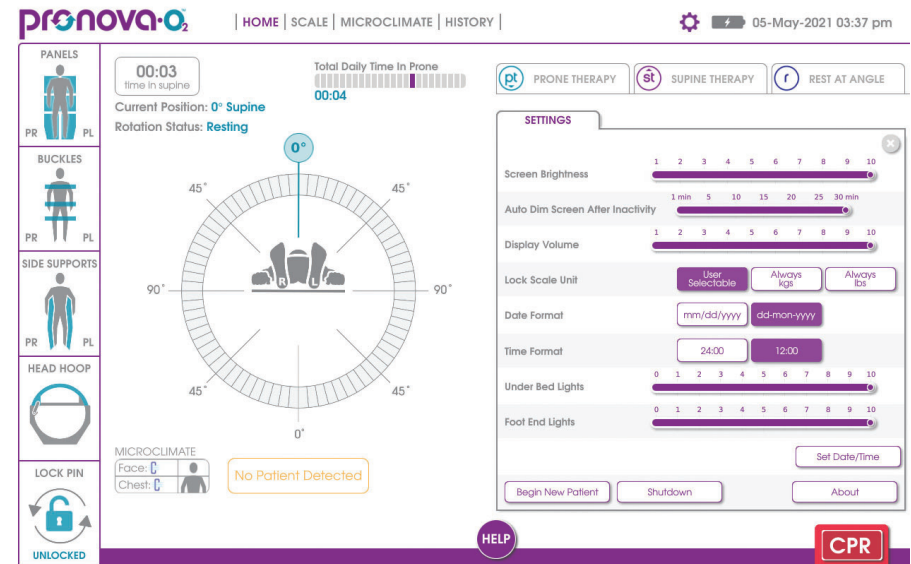 pronova·O₂
| HOME | SCALE | MICROCLIMATE | HISTORY |
05-May-2021 03:37 pm
PANELS
PR PL
BUCKLES
PR PL
SIDE SUPPORTS
PR PL
HEAD HOOP
LOCK PIN
UNLOCKED
00:03
time in supine
Total Daily Time In Prone
00:04
Current Position: 0° Supine
Rotation Status: Resting
0°
45° 45°
R L
90° 90°
45° 45°
0°
MICROCLIMATE
Face:
Chest:
No Patient Detected
pt PRONE THERAPY
st SUPINE THERAPY
r REST AT ANGLE
SETTINGS
1 2 3 4 5 6 7 8 9 10
Screen Brightness
1 min 5 10 15 20 25 30 min
Auto Dim Screen After Inactivity
1 2 3 4 5 6 7 8 9 10
Display Volume
Lock Scale Unit
User
Selectable
Always
kgs
Always
lbs
Date Format
mm/dd/yyyy
dd-mon-yyyy
Time Format
24:00
12:00
0 1 2 3 4 5 6 7 8 9 10
Under Bed Lights
0 1 2 3 4 5 6 7 8 9 10
Foot End Lights
Set Date/Time
Begin New Patient
Shutdown
About
HELP
CPR